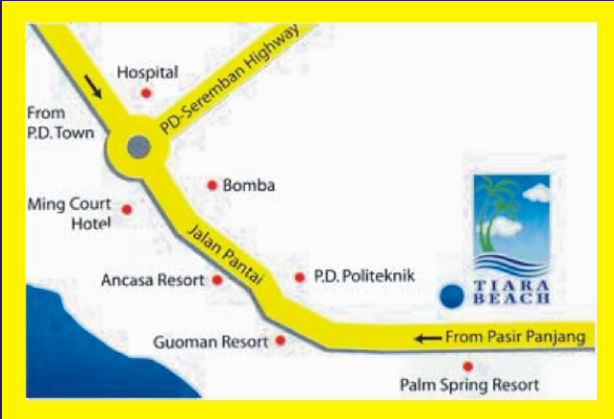 Hospital
PD-Seremban Highway
From
P.D. Town
Bomba
Ming Court
Hotel
Jalan Pantai
Ancasa Resort
P.D. Politeknik
TIARA
BEACH
Guoman Resort
From Pasir Panjang
Palm Spring Resort